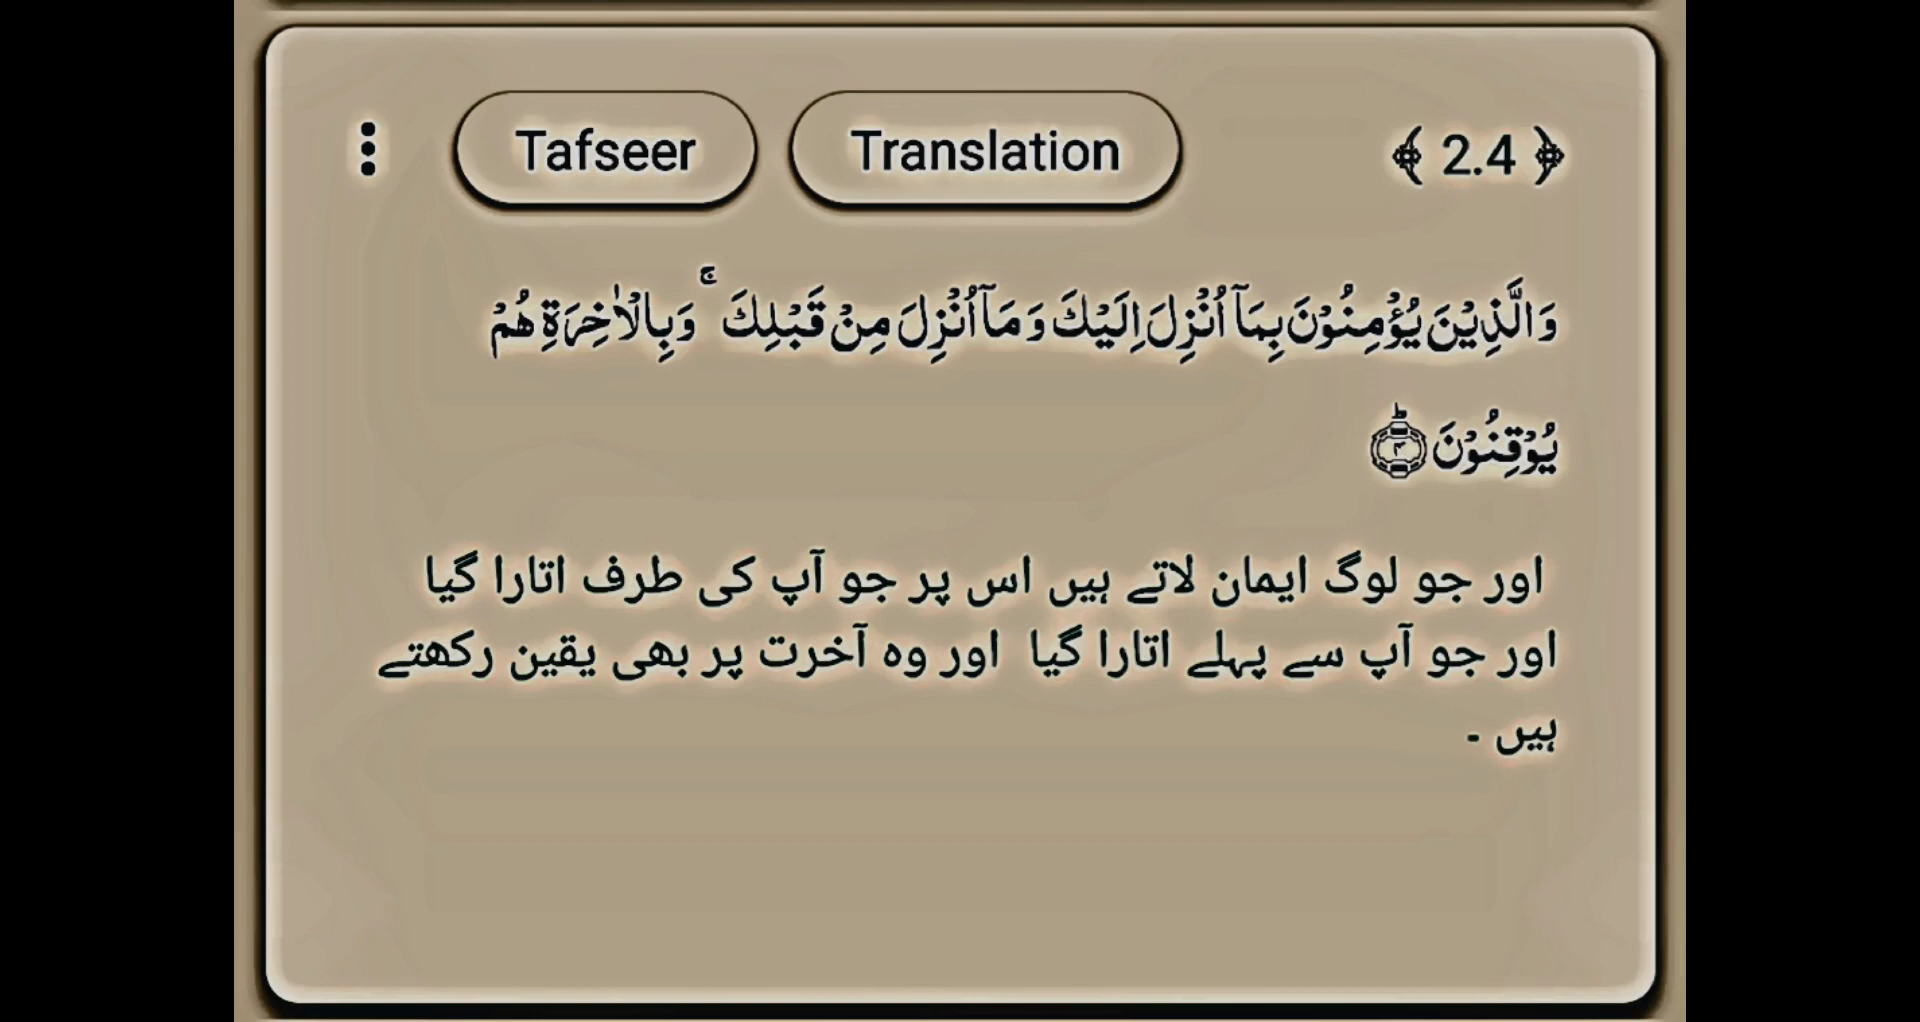 Tafseer Translation ﴿ 2.4 ﴾
وَالَّذِیْنَ یُؤْمِنُوْنَ بِمَاۤ اُنْزِلَ اِلَیْكَ وَ مَاۤ اُنْزِلَ مِنْ قَبْلِكَ ۚ وَ بِالْاٰخِرَةِ هُمْ
یُوْقِنُوْنَ ؕ﴿۴﴾
اور جو لوگ ایمان لاتے ہیں اس پر جو آپ کی طرف اتارا گیا
اور جو آپ سے پہلے اتارا گیا اور وہ آخرت پر بھی یقین رکھتے
ہیں ۔